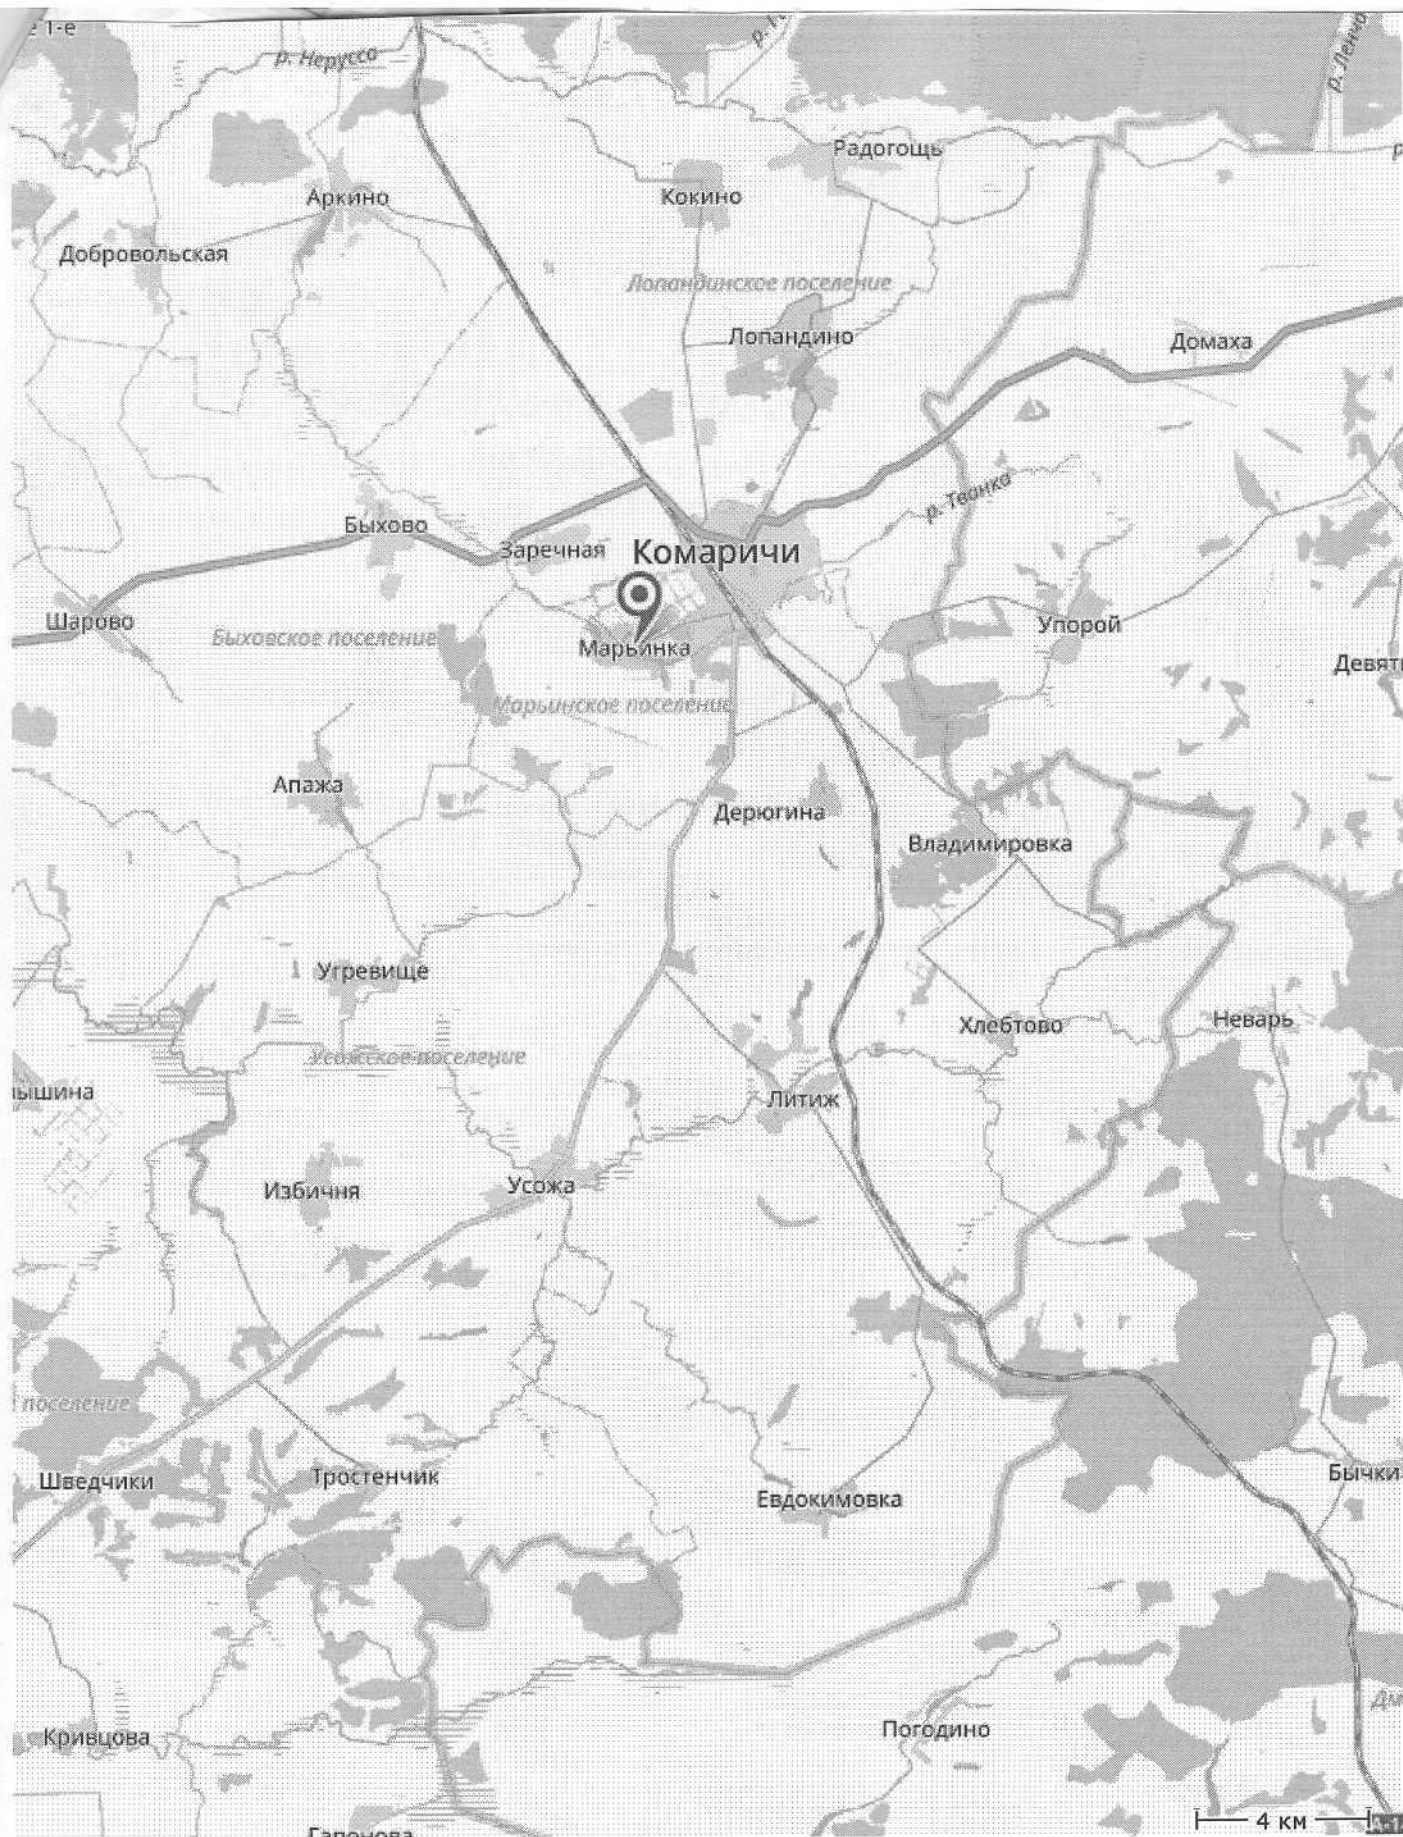 е 1-е
р. Нерусса
Радогощь
Аркино
Кокино
Добровольская
Лопандинское поселение
Лопандино
Домаха
р. Тванка
Быхово
Заречная
Комаричи
Шарово
Быховское поселение
Упорой
Марьинка
Марьинское поселение
Апажа
Дерюгина
Владимировка
Угревище
Хлебтово
Неварь
Усожское поселение
Литиж
Избичня
Усожа
поселение
Шведчики
Тростенчик
Бычки
Евдокимовка
Погодино
Кривцова
4 км